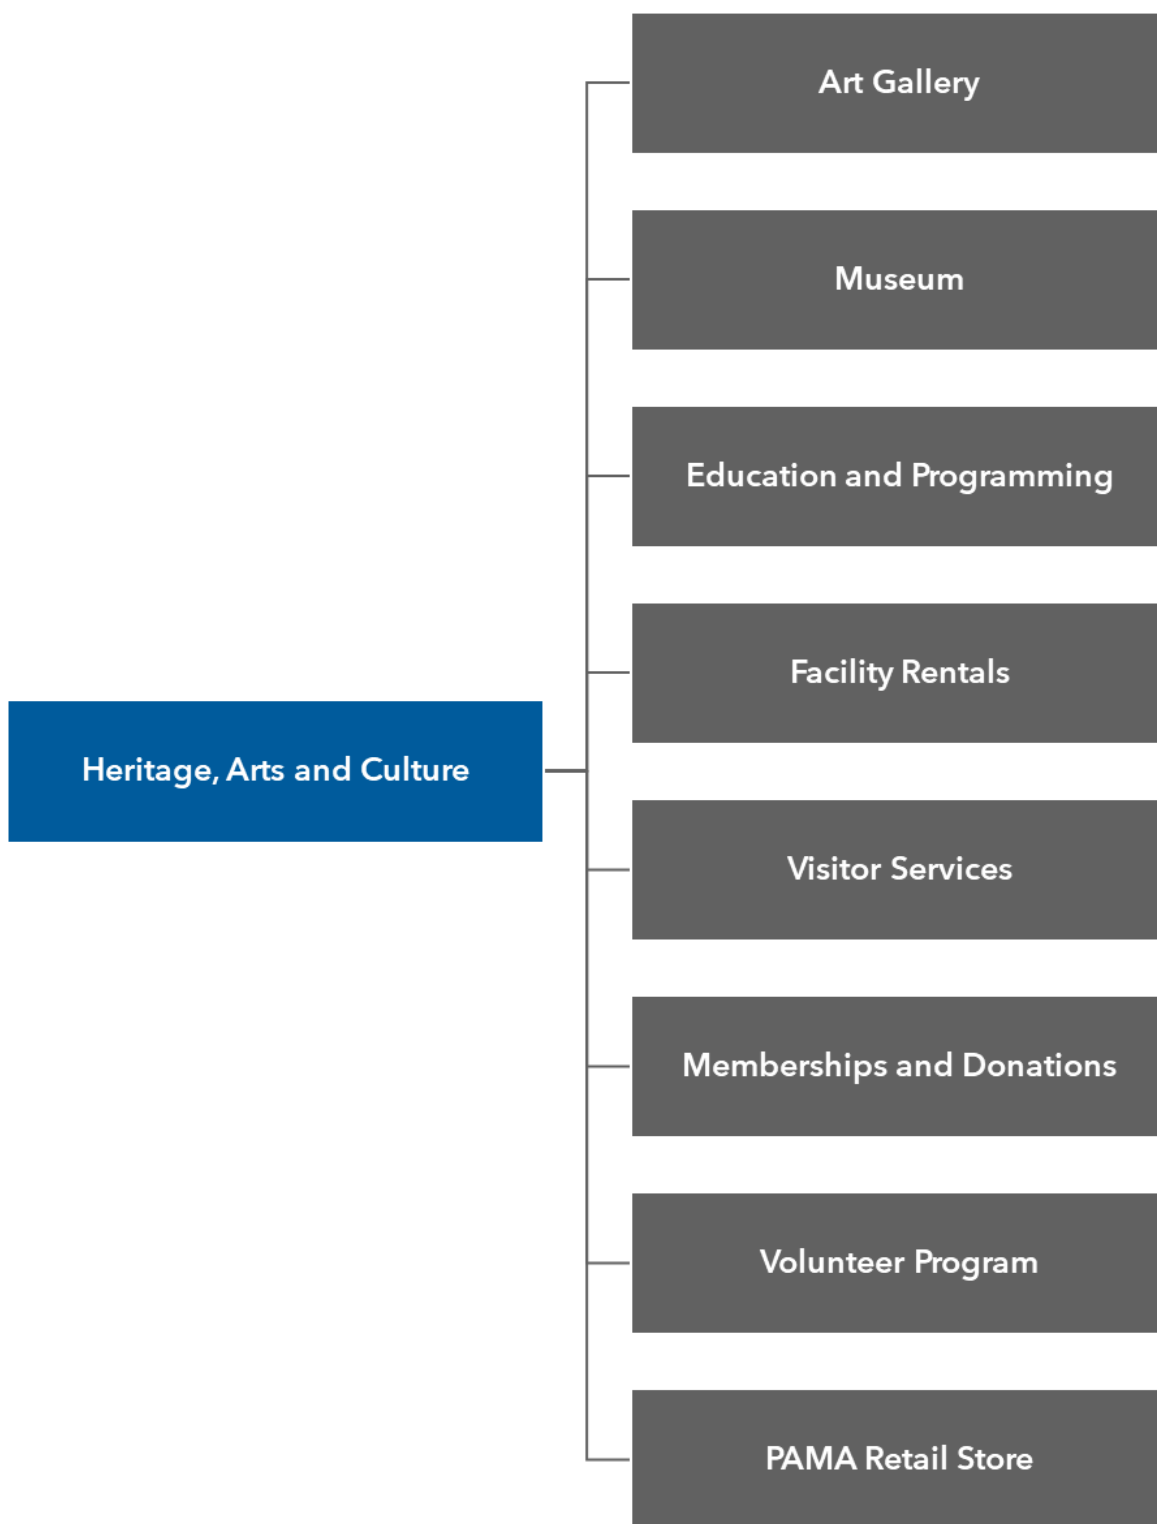 Art Gallery
Museum
Education and Programming
Facility Rentals
Heritage, Arts and Culture
Visitor Services
Memberships and Donations
Volunteer Program
PAMA Retail Store